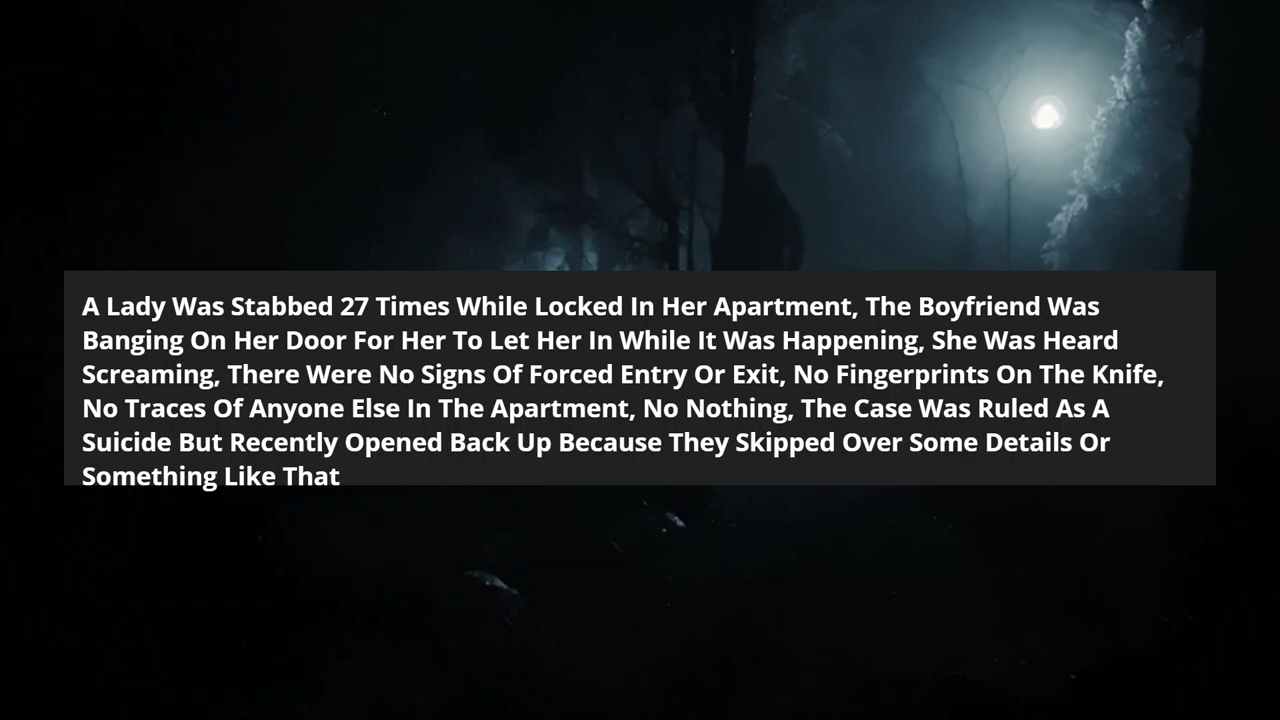 A Lady Was Stabbed 27 Times While Locked In Her Apartment, The Boyfriend Was
Banging On Her Door For Her To Let Her In While It Was Happening, She Was Heard
Screaming, There Were No Signs Of Forced Entry Or Exit, No Fingerprints On The Knife,
No Traces Of Anyone Else In The Apartment, No Nothing, The Case Was Ruled As A
Suicide But Recently Opened Back Up Because They Skipped Over Some Details Or
Something Like That